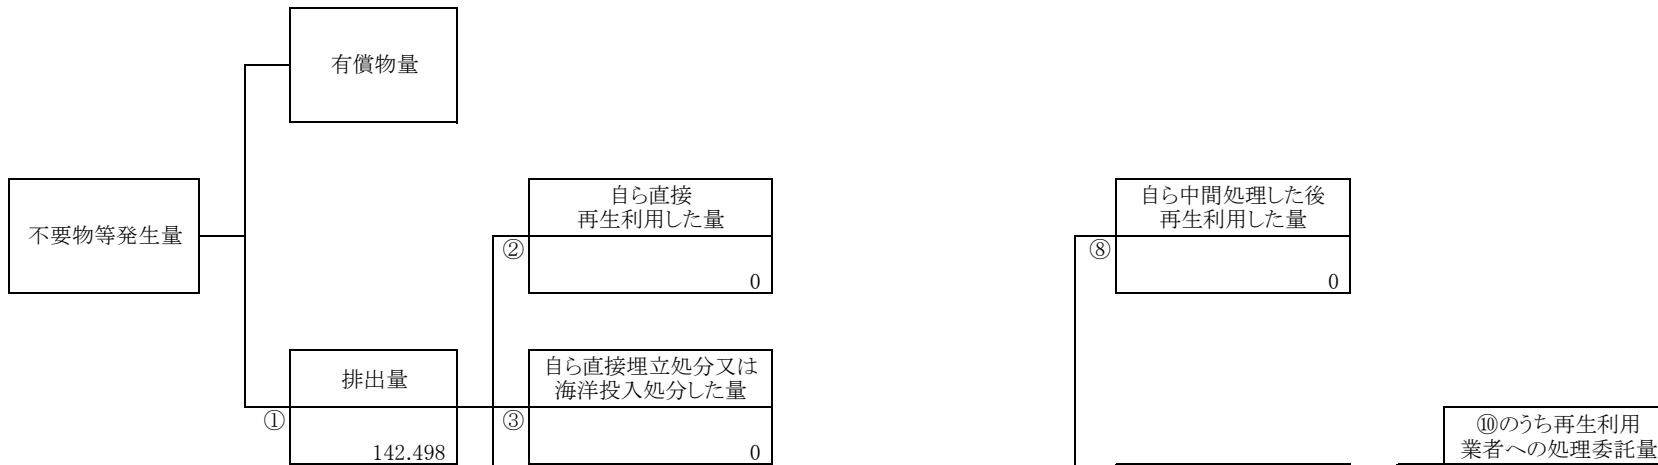 有償物量
不要物等発生量
自ら直接
再生利用した量
②
0
自ら中間処理した後
再生利用した量
⑧
0
排出量
①
142.498
自ら直接埋立処分又は
海洋投入処分した量
③
0
⑩のうち再生利用
業者への処理委託量